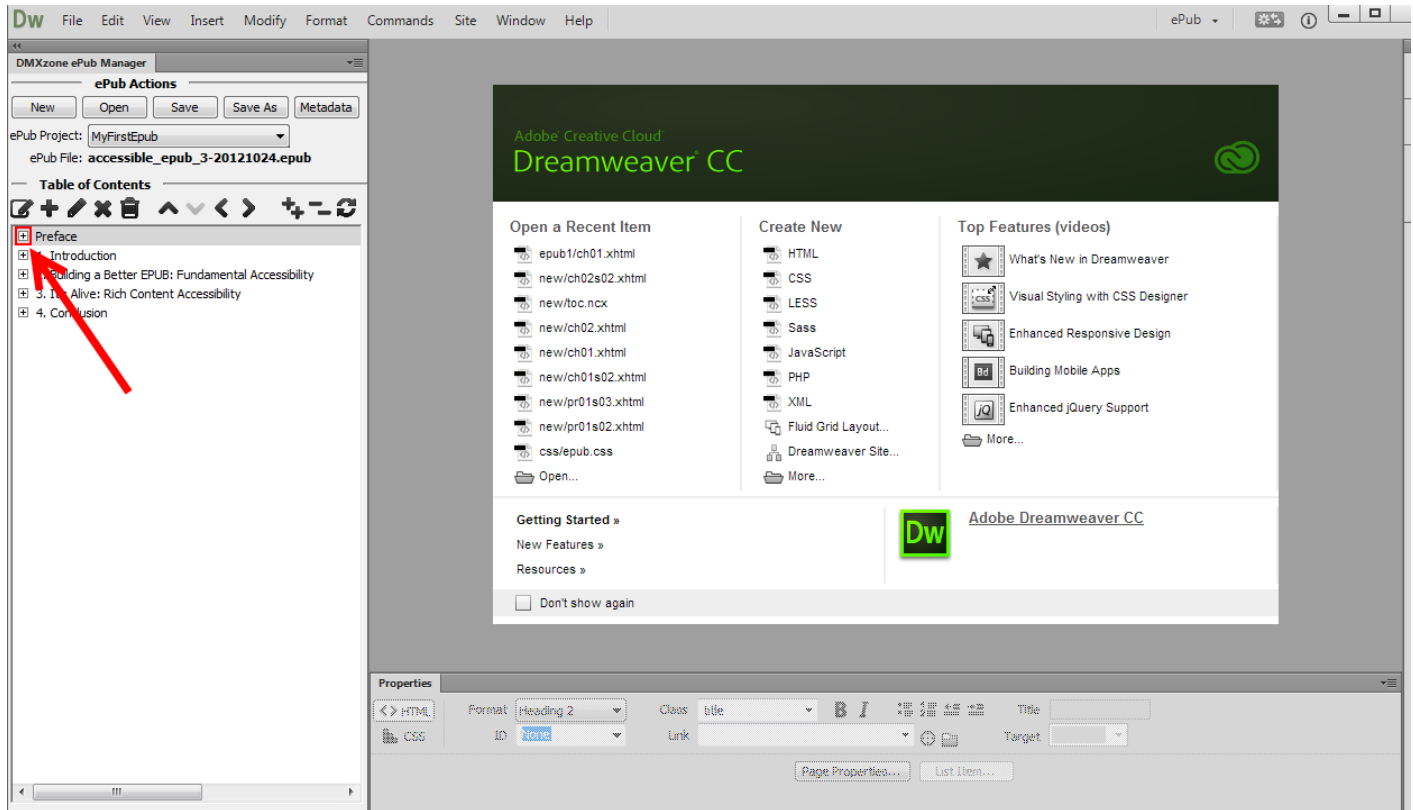 Dw File Edit View Insert Modify Format Commands Site Window Help ePub
DMXzone ePub Manager
ePub Actions
New Open Save Save As Metadata
ePub Project: MyFirstEpub
ePub File: accessible_epub_3-20121024.epub
Table of Contents
Preface
1. Introduction
2. Building a Better EPUB: Fundamental Accessibility
3. It's Alive: Rich Content Accessibility
4. Conclusion
Adobe® Creative Cloud™
Dreamweaver® CC
Open a Recent Item
epub1/ch01.xhtml
new/ch02s02.xhtml
new/toc.ncx
new/ch02.xhtml
new/ch01.xhtml
new/ch01s02.xhtml
new/pr01s03.xhtml
new/pr01s02.xhtml
css/epub.css
Open...
Create New
HTML
CSS
LESS
Sass
JavaScript
PHP
XML
Fluid Grid Layout...
Dreamweaver Site...
More...
Top Features (videos)
What's New in Dreamweaver
CSS Visual Styling with CSS Designer
Enhanced Responsive Design
Bd Building Mobile Apps
jQ Enhanced jQuery Support
More...
Getting Started »
New Features »
Resources »
Dw Adobe Dreamweaver CC
Don't show again
Properties
<> HTML Format Heading 2 Class title B I Title
CSS ID None Link Target
Page Properties... List Item...